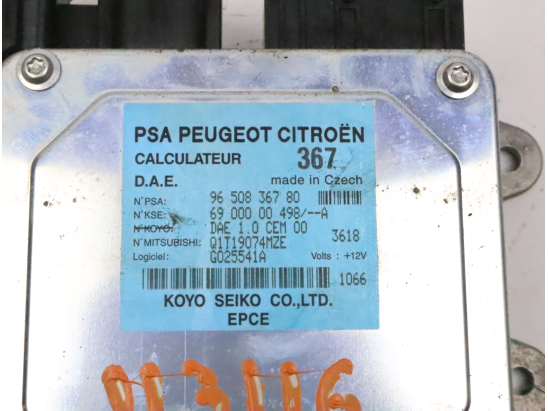 PSA PEUGEOT CITROËN
CALCULATEUR 367
D.A.E. made in Czech
N°PSA: 96 508 367 80
N°KSE: 69 000 00 498/--A
N°KOYO: DAE 1.0 CEM 00
N°MITSUBISHI: Q1T19074MZE 3618
Logiciel: G025541A Volts : +12V
1066
KOYO SEIKO CO.,LTD.
EPCE